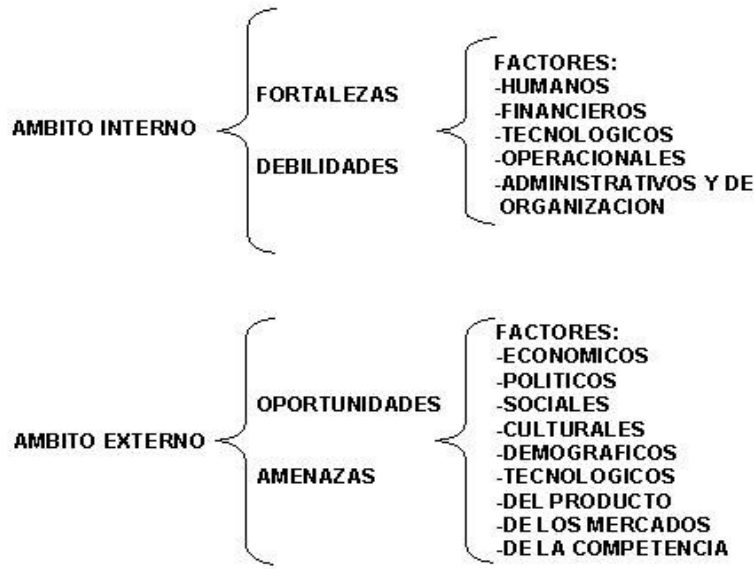 AMBITO INTERNO
FORTALEZAS
DEBILIDADES
FACTORES:
-HUMANOS
-FINANCIEROS
-TECNOLOGICOS
-OPERACIONALES
-ADMINISTRATIVOS Y DE
ORGANIZACION
AMBITO EXTERNO
OPORTUNIDADES
AMENAZAS
FACTORES:
-ECONOMICOS
-POLITICOS
-SOCIALES
-CULTURALES
-DEMOGRAFICOS
-TECNOLOGICOS
-DEL PRODUCTO
-DE LOS MERCADOS
-DE LA COMPETENCIA